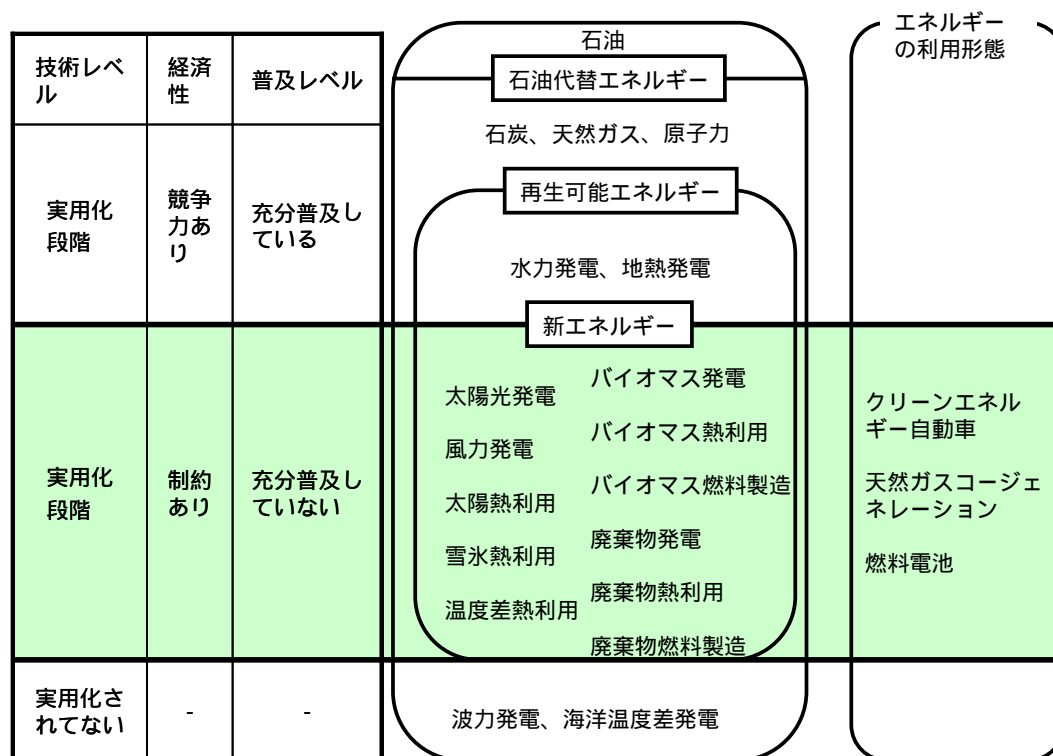 技術レベ
ル
経済
性
普及レベル
実用化
段階
競争
力あ
り
充分普及し
ている
実用化
段階
制約
あり
充分普及し
ていない
実用化さ
れてない
-
-
石油
石油代替エネルギー
石炭、天然ガス、原子力
再生可能エネルギー
水力発電、地熱発電
新エネルギー
太陽光発電
風力発電
太陽熱利用
雪氷熱利用
温度差熱利用
バイオマス発電
バイオマス熱利用
バイオマス燃料製造
廃棄物発電
廃棄物熱利用
廃棄物燃料製造
波力発電、海洋温度差発電
エネルギー
の利用形態
クリーンエネル
ギー自動車
天然ガスコージェ
ネレーション
燃料電池